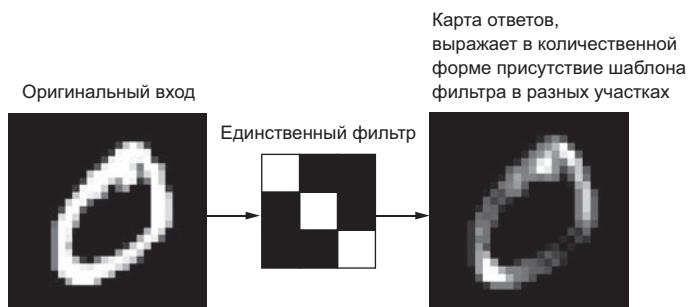 Карта ответов,
выражает в количественной
форме присутствие шаблона
фильтра в разных участках
Оригинальный вход
Единственный фильтр